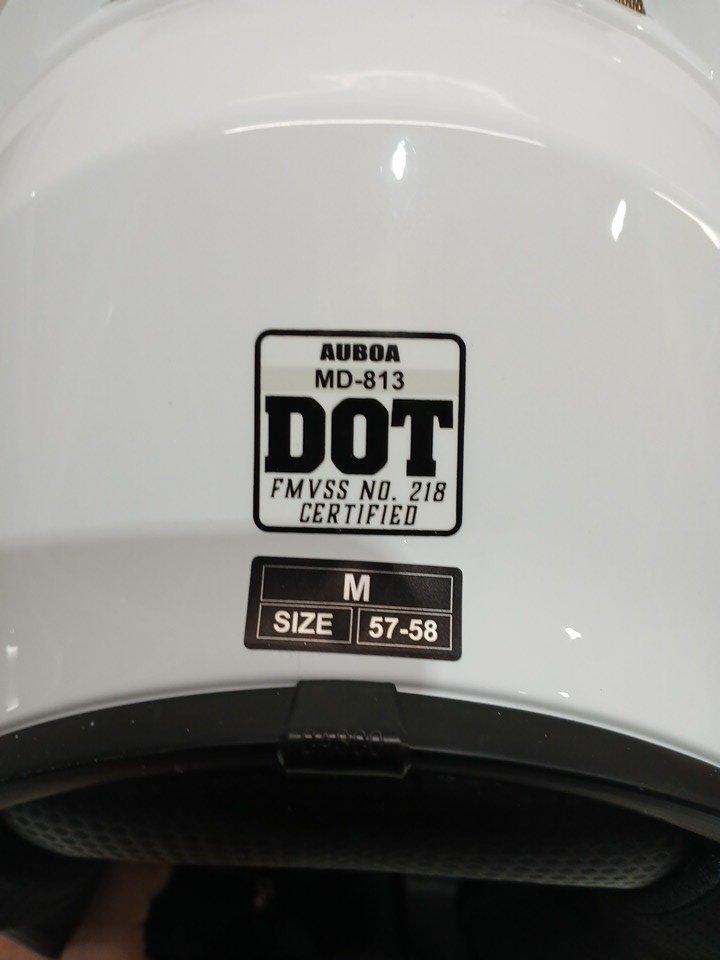 AUBOA
MD-813
DOT
FMVSS NO. 218
CERTIFIED
M
SIZE 57-58